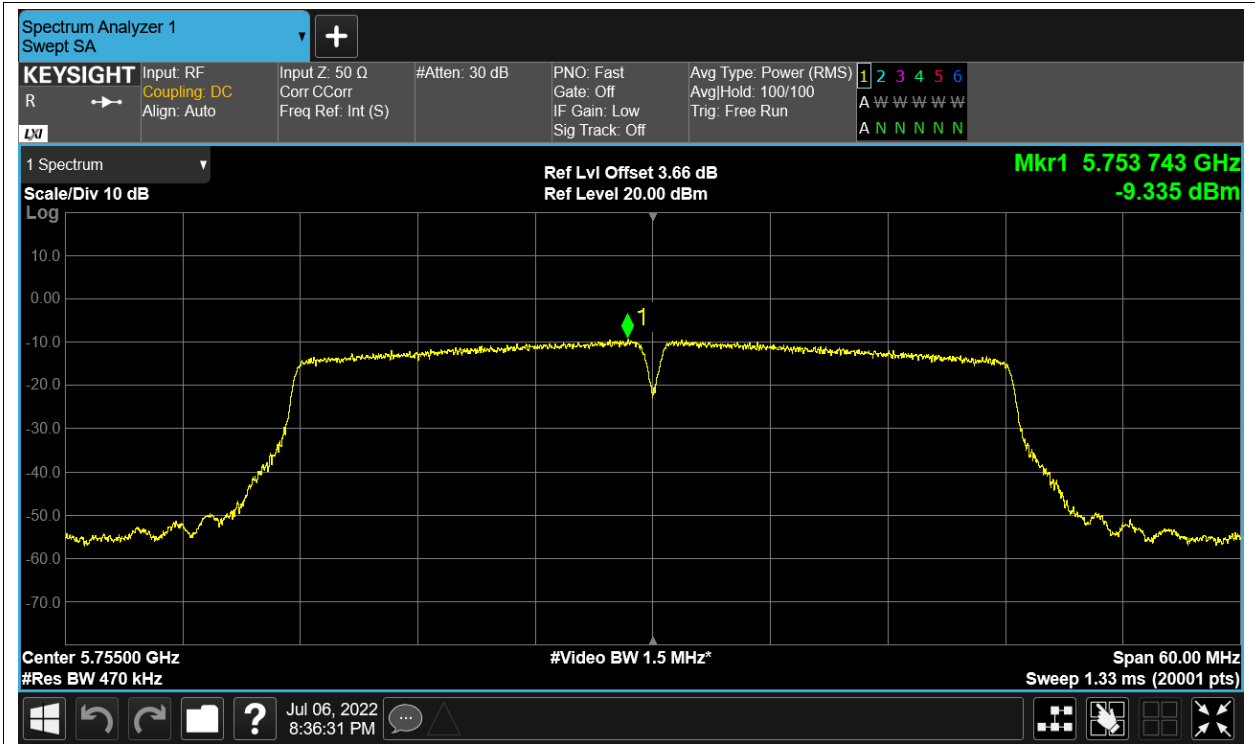 Spectrum Analyzer 1
Swept SA
+
KEYSIGHT
R
LXI
Input: RF
Coupling: DC
Align: Auto
Input Z: 50 Ω
Corr CCorr
Freq Ref: Int (S)
#Atten: 30 dB
PNO: Fast
Gate: Off
IF Gain: Low
Sig Track: Off
Avg Type: Power (RMS)
Avg|Hold: 100/100
Trig: Free Run
1 2 3 4 5 6
A W W W W W
A N N N N N
1 Spectrum
Scale/Div 10 dB
Log
Ref Lvl Offset 3.66 dB
Ref Level 20.00 dBm
Mkr1 5.753 743 GHz
-9.335 dBm
10.0
0.00
-10.0
-20.0
-30.0
-40.0
-50.0
-60.0
-70.0
1
Center 5.75500 GHz
#Res BW 470 kHz
#Video BW 1.5 MHz*
Span 60.00 MHz
Sweep 1.33 ms (20001 pts)
?
Jul 06, 2022
8:36:31 PM